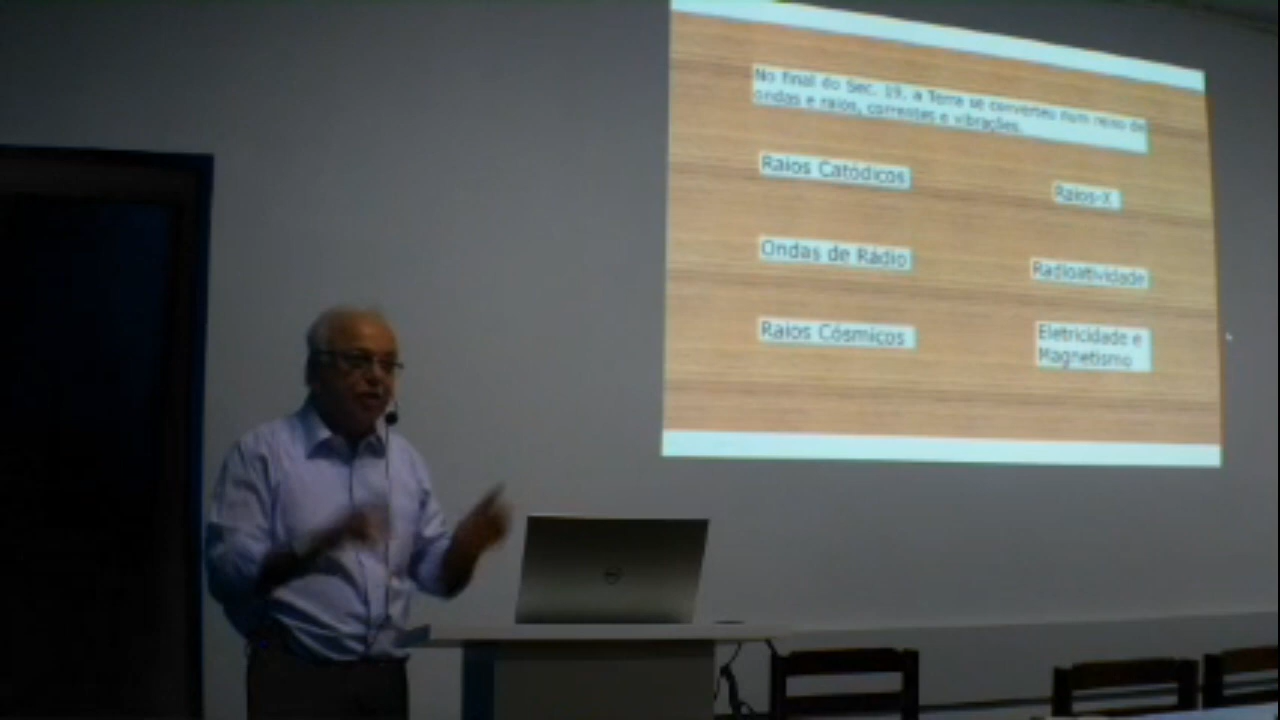 No final do Sec. 19, a Terra se converteu num reino de
ondas e raios, correntes e vibrações.
Raios Catódicos
Raios-X
Ondas de Rádio
Radioatividade
Raios Cósmicos
Eletricidade e
Magnetismo